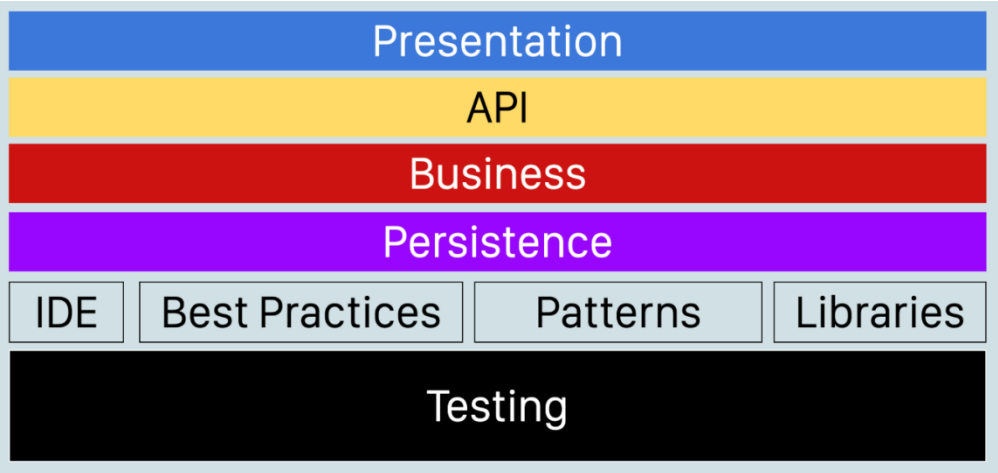 Presentation
API
Business
Persistence
IDE Best Practices Patterns Libraries
Testing